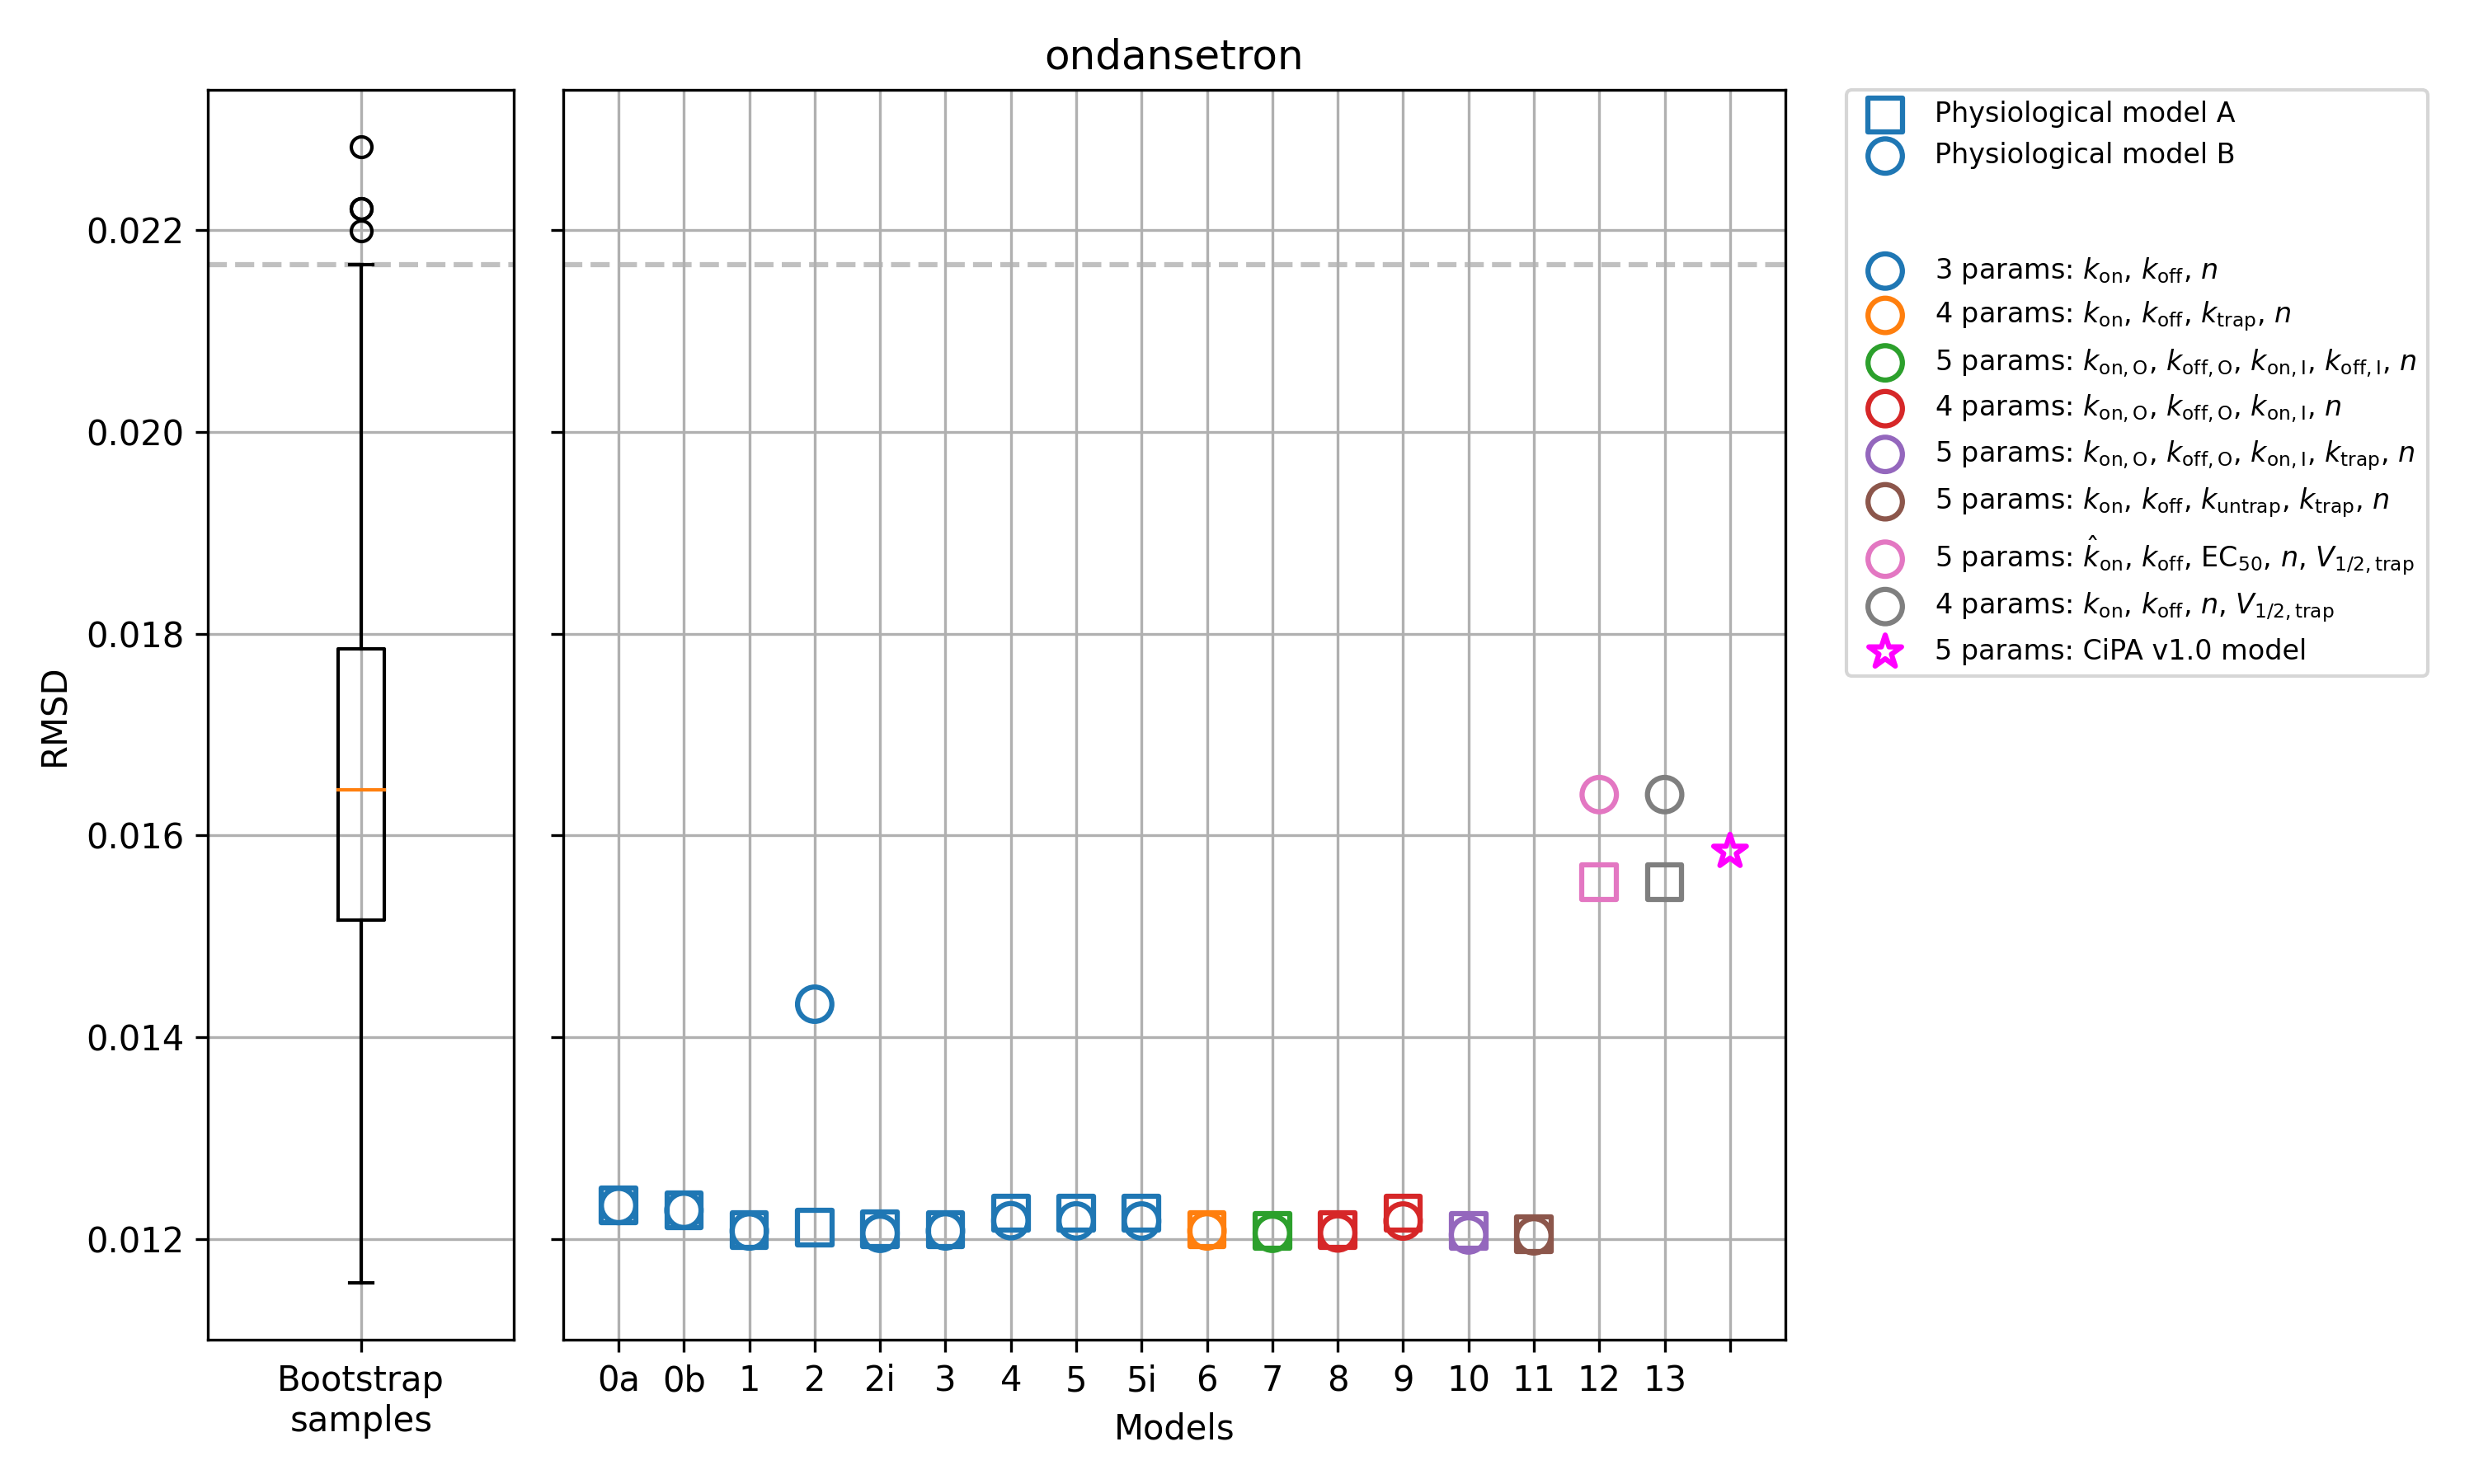 ondansetron
RMSD
0.022
0.020
0.018
0.016
0.014
0.012
Bootstrap
samples
0a 0b 1 2 2i 3 4 5 5i 6 7 8 9 10 11 12 13
Models
Physiological model A
Physiological model B
3 params: k_on, k_off, n
4 params: k_on, k_off, k_trap, n
5 params: k_on,O, k_off,O, k_on,I, k_off,I, n
4 params: k_on,O, k_off,O, k_on,I, n
5 params: k_on,O, k_off,O, k_on,I, k_trap, n
5 params: k_on, k_off, k_untrap, k_trap, n
5 params: k̂_on, k_off, EC_50, n, V_1/2,trap
4 params: k_on, k_off, n, V_1/2,trap
5 params: CiPA v1.0 model